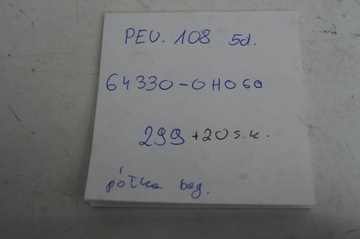 PEU. 108 5d.
64330-0H060
299 +20 s.k.
półka bag.